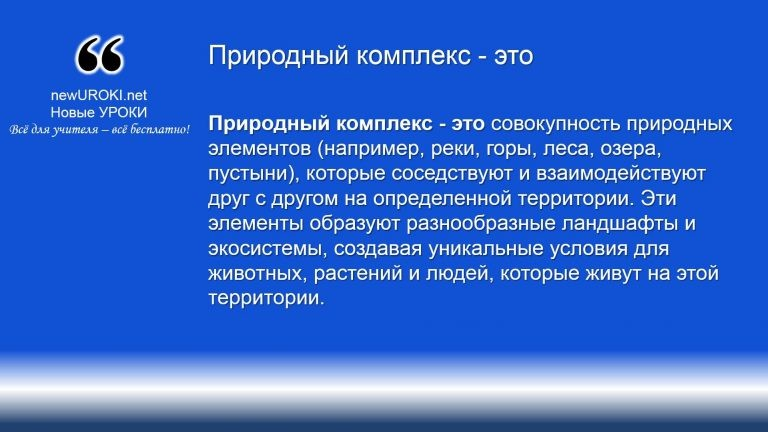 “
newUROKI.net
Новые УРОКИ
Всё для учителя – всё бесплатно!
Природный комплекс - это
Природный комплекс - это совокупность природных
элементов (например, реки, горы, леса, озера,
пустыни), которые соседствуют и взаимодействуют
друг с другом на определенной территории. Эти
элементы образуют разнообразные ландшафты и
экосистемы, создавая уникальные условия для
животных, растений и людей, которые живут на этой
территории.